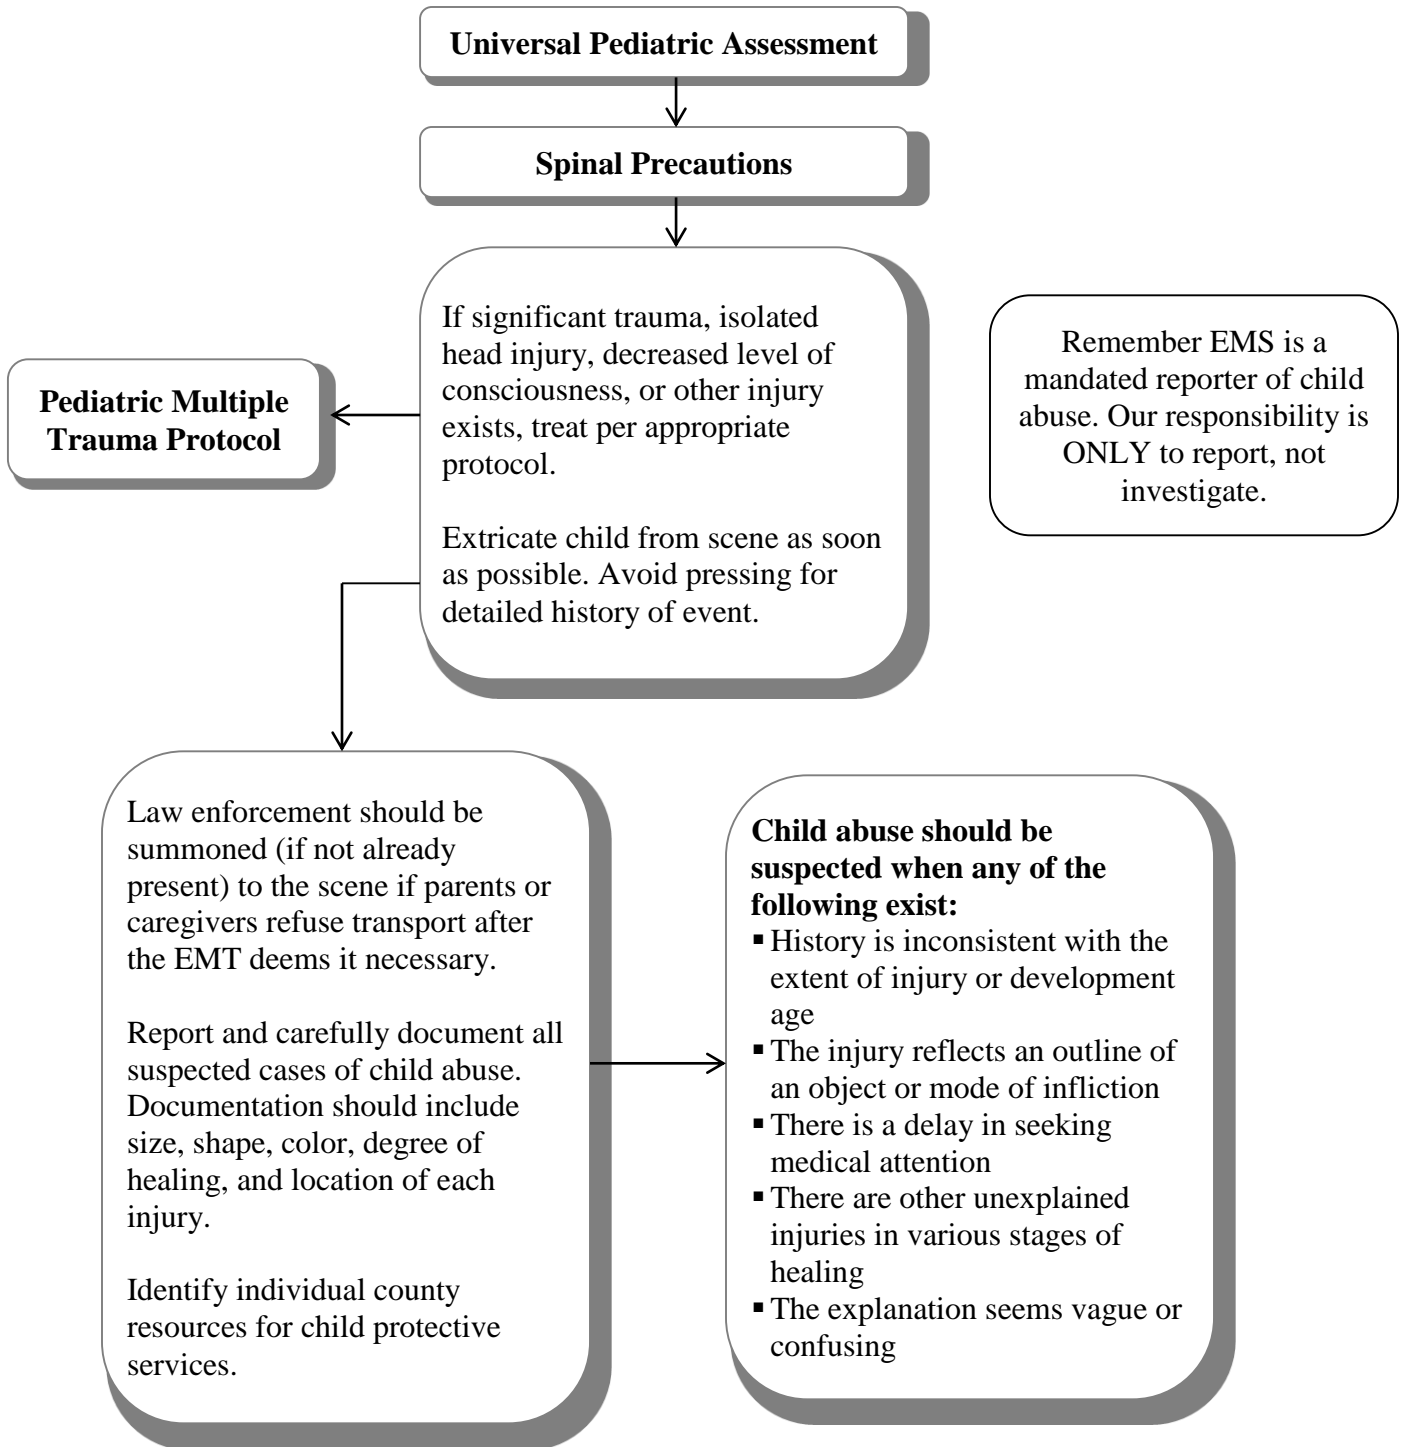 Universal Pediatric Assessment
Spinal Precautions
If significant trauma, isolated
head injury, decreased level of
consciousness, or other injury
exists, treat per appropriate
protocol.
Extricate child from scene as soon
as possible. Avoid pressing for
detailed history of event.
Pediatric Multiple
Trauma Protocol
Remember EMS is a
mandated reporter of child
abuse. Our responsibility is
ONLY to report, not
investigate.
Law enforcement should be
summoned (if not already
present) to the scene if parents or
caregivers refuse transport after
the EMT deems it necessary.
Report and carefully document all
suspected cases of child abuse.
Documentation should include
size, shape, color, degree of
healing, and location of each
injury.
Identify individual county
resources for child protective
services.
Child abuse should be
suspected when any of the
following exist:
▪ History is inconsistent with the
extent of injury or development
age
▪ The injury reflects an outline of
an object or mode of infliction
▪ There is a delay in seeking
medical attention
▪ There are other unexplained
injuries in various stages of
healing
▪ The explanation seems vague or
confusing